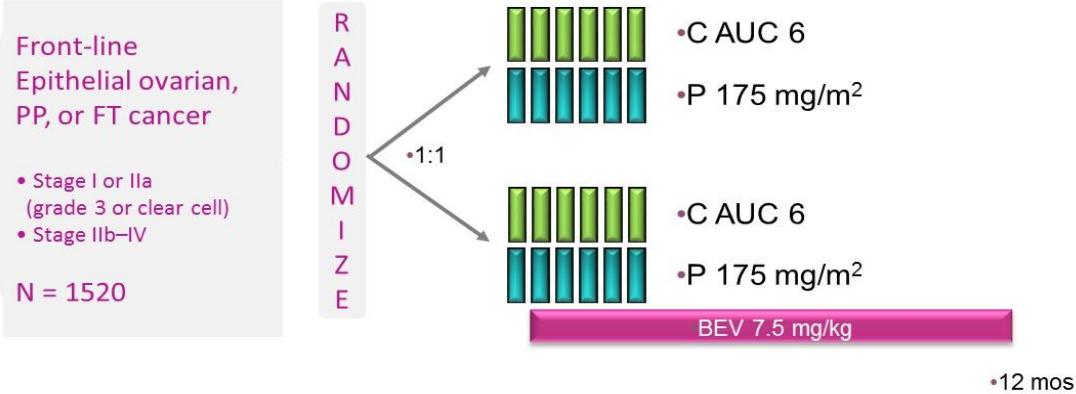 Front-line
Epithelial ovarian,
PP, or FT cancer
• Stage I or IIa
(grade 3 or clear cell)
• Stage IIb–IV
N = 1520
R
A
N
D
O
M
I
Z
E
•1:1
•C AUC 6
•P 175 mg/m²
•C AUC 6
•P 175 mg/m²
•BEV 7.5 mg/kg
•12 mos